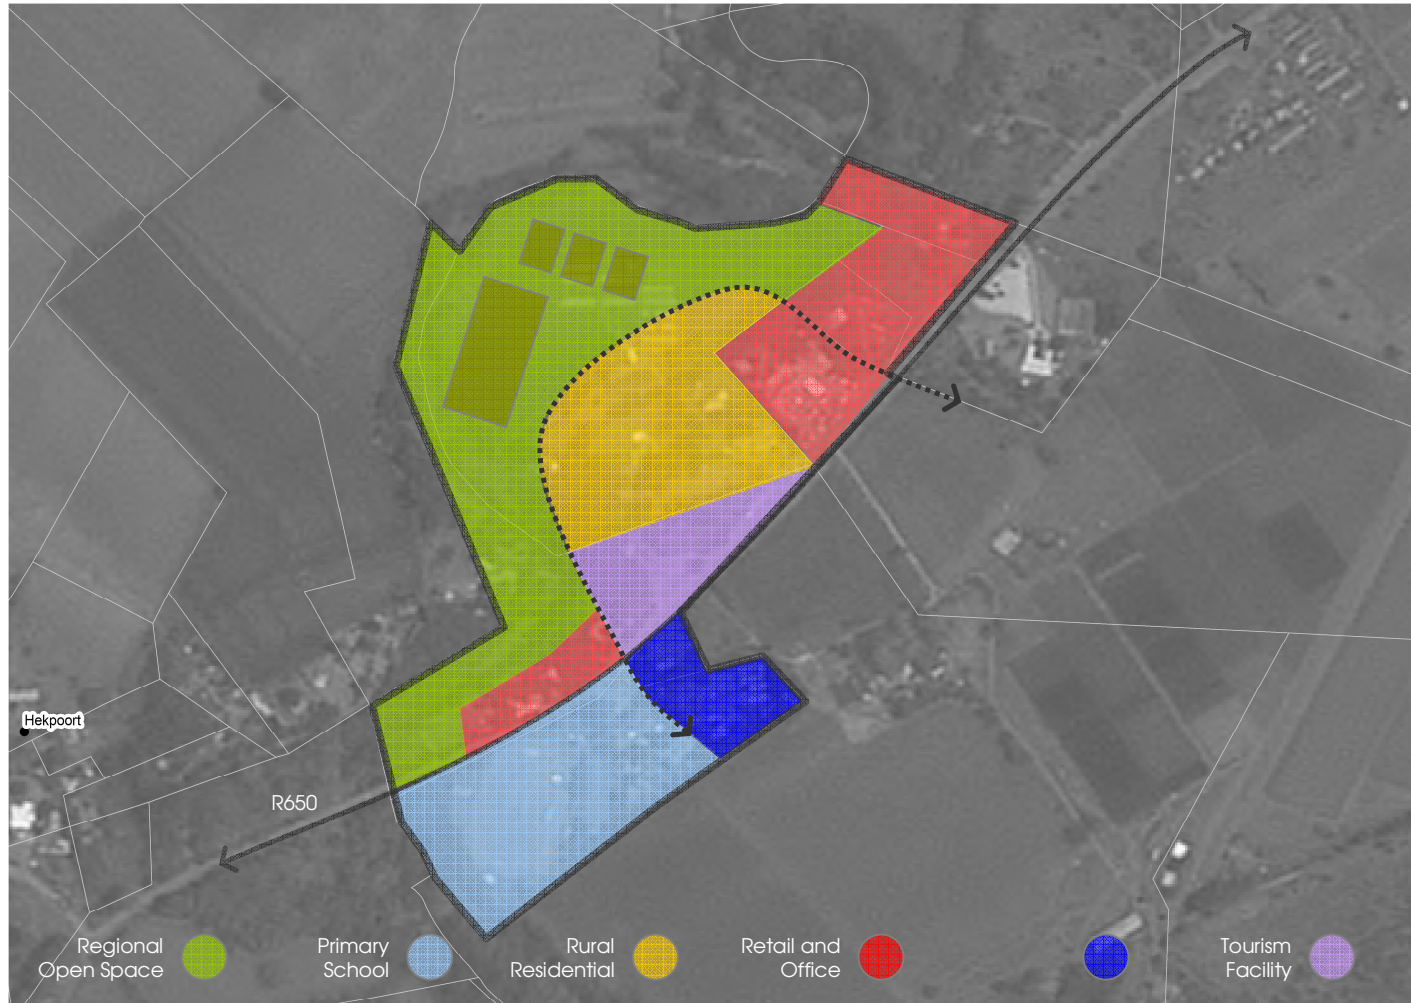 Hekpoort
R650
Regional
Open Space
Primary
School
Rural
Residential
Retail and
Office
Tourism
Facility